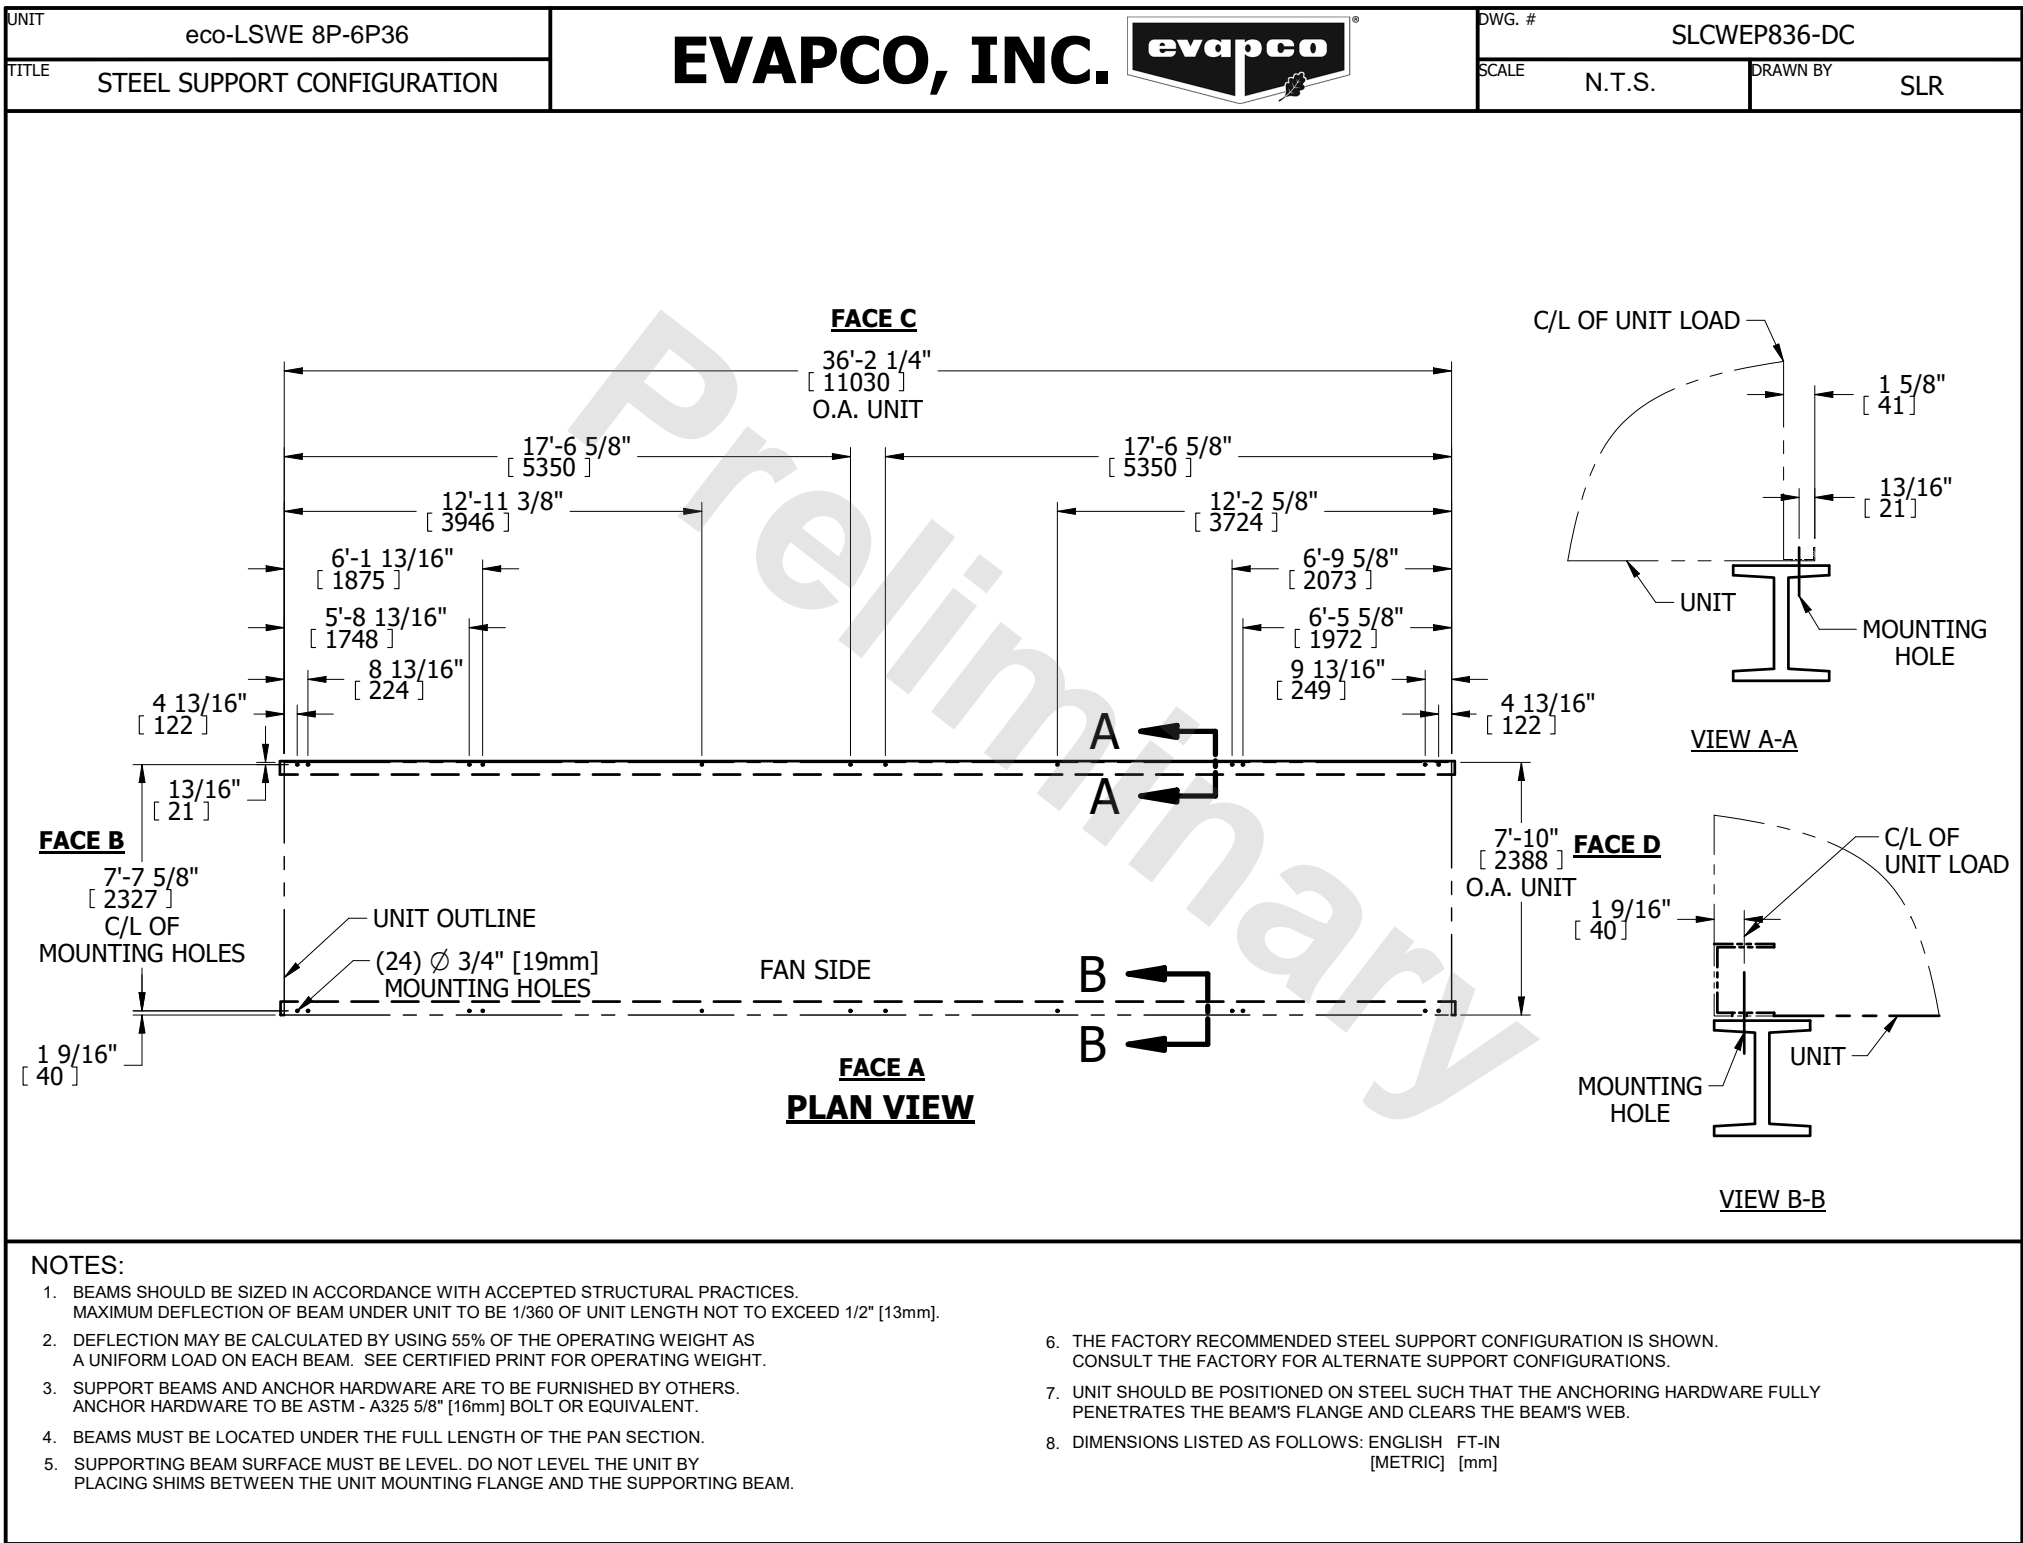 UNIT
eco-LSWE 8P-6P36
TITLE
STEEL SUPPORT CONFIGURATION
EVAPCO, INC.
evapco
®
DWG. #
SLCWEP836-DC
SCALE
N.T.S.
DRAWN BY
SLR
Preliminary
FACE C
36'-2 1/4"
[ 11030 ]
O.A. UNIT
17'-6 5/8"
[ 5350 ]
17'-6 5/8"
[ 5350 ]
12'-11 3/8"
[ 3946 ]
12'-2 5/8"
[ 3724 ]
6'-1 13/16"
[ 1875 ]
6'-9 5/8"
[ 2073 ]
5'-8 13/16"
[ 1748 ]
6'-5 5/8"
[ 1972 ]
8 13/16"
[ 224 ]
9 13/16"
[ 249 ]
4 13/16"
[ 122 ]
4 13/16"
[ 122 ]
13/16"
[ 21 ]
A
A
FACE B
7'-7 5/8"
[ 2327 ]
C/L OF
MOUNTING HOLES
7'-10"
[ 2388 ]
O.A. UNIT
FACE D
UNIT OUTLINE
(24) ∅ 3/4" [19mm]
MOUNTING HOLES
FAN SIDE
B
B
1 9/16"
[ 40 ]
FACE A
PLAN VIEW
C/L OF UNIT LOAD
1 5/8"
[ 41 ]
13/16"
[ 21 ]
UNIT
MOUNTING
HOLE
VIEW A-A
C/L OF
UNIT LOAD
1 9/16"
[ 40 ]
UNIT
MOUNTING
HOLE
VIEW B-B
NOTES:
1. BEAMS SHOULD BE SIZED IN ACCORDANCE WITH ACCEPTED STRUCTURAL PRACTICES.
MAXIMUM DEFLECTION OF BEAM UNDER UNIT TO BE 1/360 OF UNIT LENGTH NOT TO EXCEED 1/2" [13mm].
2. DEFLECTION MAY BE CALCULATED BY USING 55% OF THE OPERATING WEIGHT AS
A UNIFORM LOAD ON EACH BEAM. SEE CERTIFIED PRINT FOR OPERATING WEIGHT.
3. SUPPORT BEAMS AND ANCHOR HARDWARE ARE TO BE FURNISHED BY OTHERS.
ANCHOR HARDWARE TO BE ASTM - A325 5/8" [16mm] BOLT OR EQUIVALENT.
4. BEAMS MUST BE LOCATED UNDER THE FULL LENGTH OF THE PAN SECTION.
5. SUPPORTING BEAM SURFACE MUST BE LEVEL. DO NOT LEVEL THE UNIT BY
PLACING SHIMS BETWEEN THE UNIT MOUNTING FLANGE AND THE SUPPORTING BEAM.
6. THE FACTORY RECOMMENDED STEEL SUPPORT CONFIGURATION IS SHOWN.
CONSULT THE FACTORY FOR ALTERNATE SUPPORT CONFIGURATIONS.
7. UNIT SHOULD BE POSITIONED ON STEEL SUCH THAT THE ANCHORING HARDWARE FULLY
PENETRATES THE BEAM'S FLANGE AND CLEARS THE BEAM'S WEB.
8. DIMENSIONS LISTED AS FOLLOWS: ENGLISH FT-IN
[METRIC] [mm]